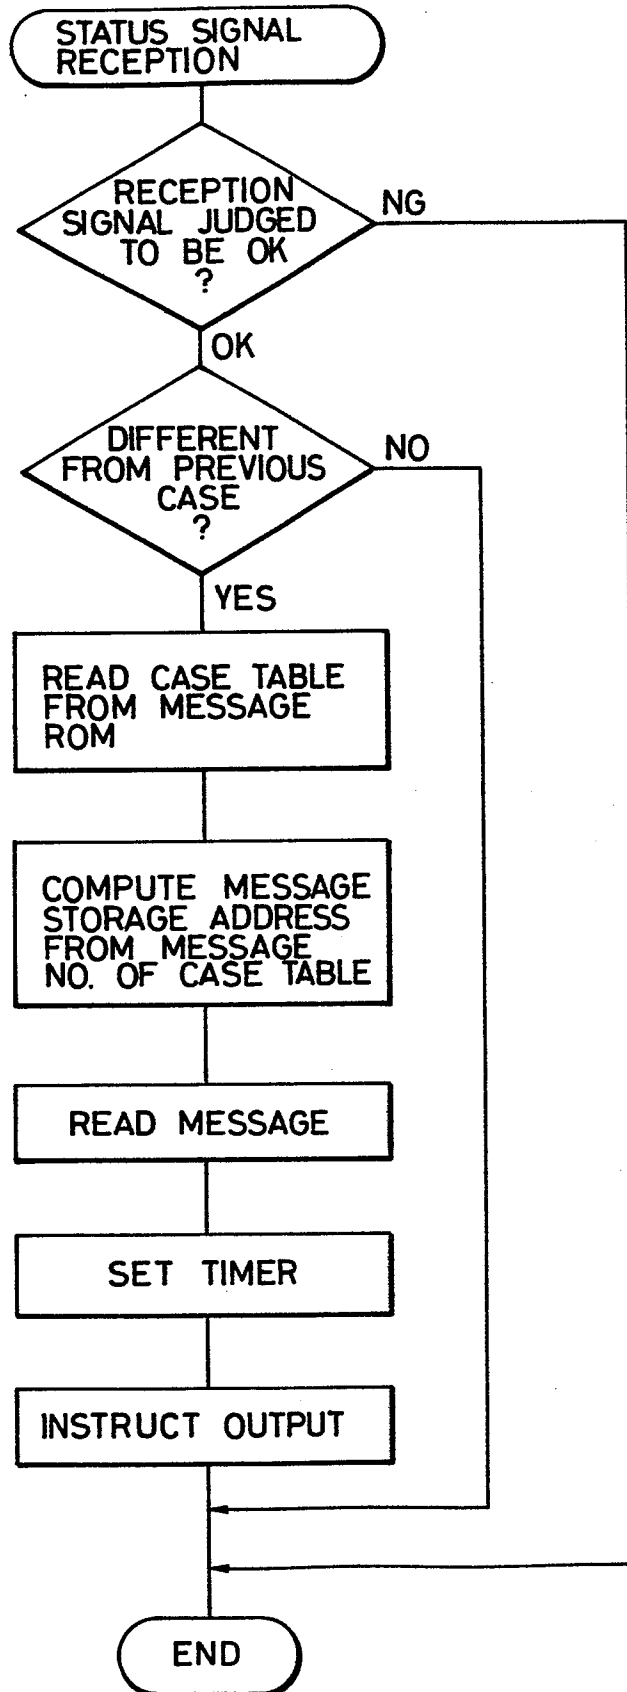 STATUS SIGNAL
RECEPTION
RECEPTION
SIGNAL JUDGED
TO BE OK
?
NG
OK
DIFFERENT
FROM PREVIOUS
CASE
?
NO
YES
READ CASE TABLE
FROM MESSAGE
ROM
COMPUTE MESSAGE
STORAGE ADDRESS
FROM MESSAGE
NO. OF CASE TABLE
READ MESSAGE
SET TIMER
INSTRUCT OUTPUT
END